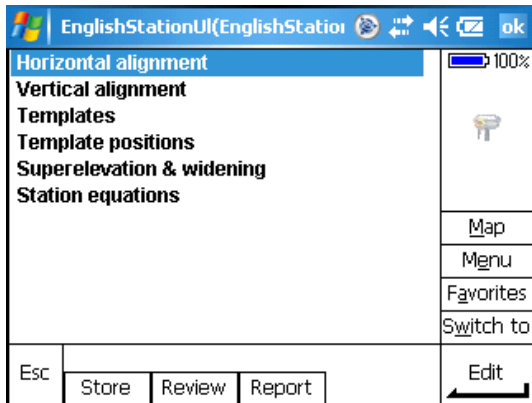 EnglishStationUI(EnglishStation ok
Horizontal alignment
100%
Vertical alignment
Templates
Template positions
Superelevation & widening
Station equations
Map
Menu
Favorites
Switch to
Esc
Store
Review
Report
Edit